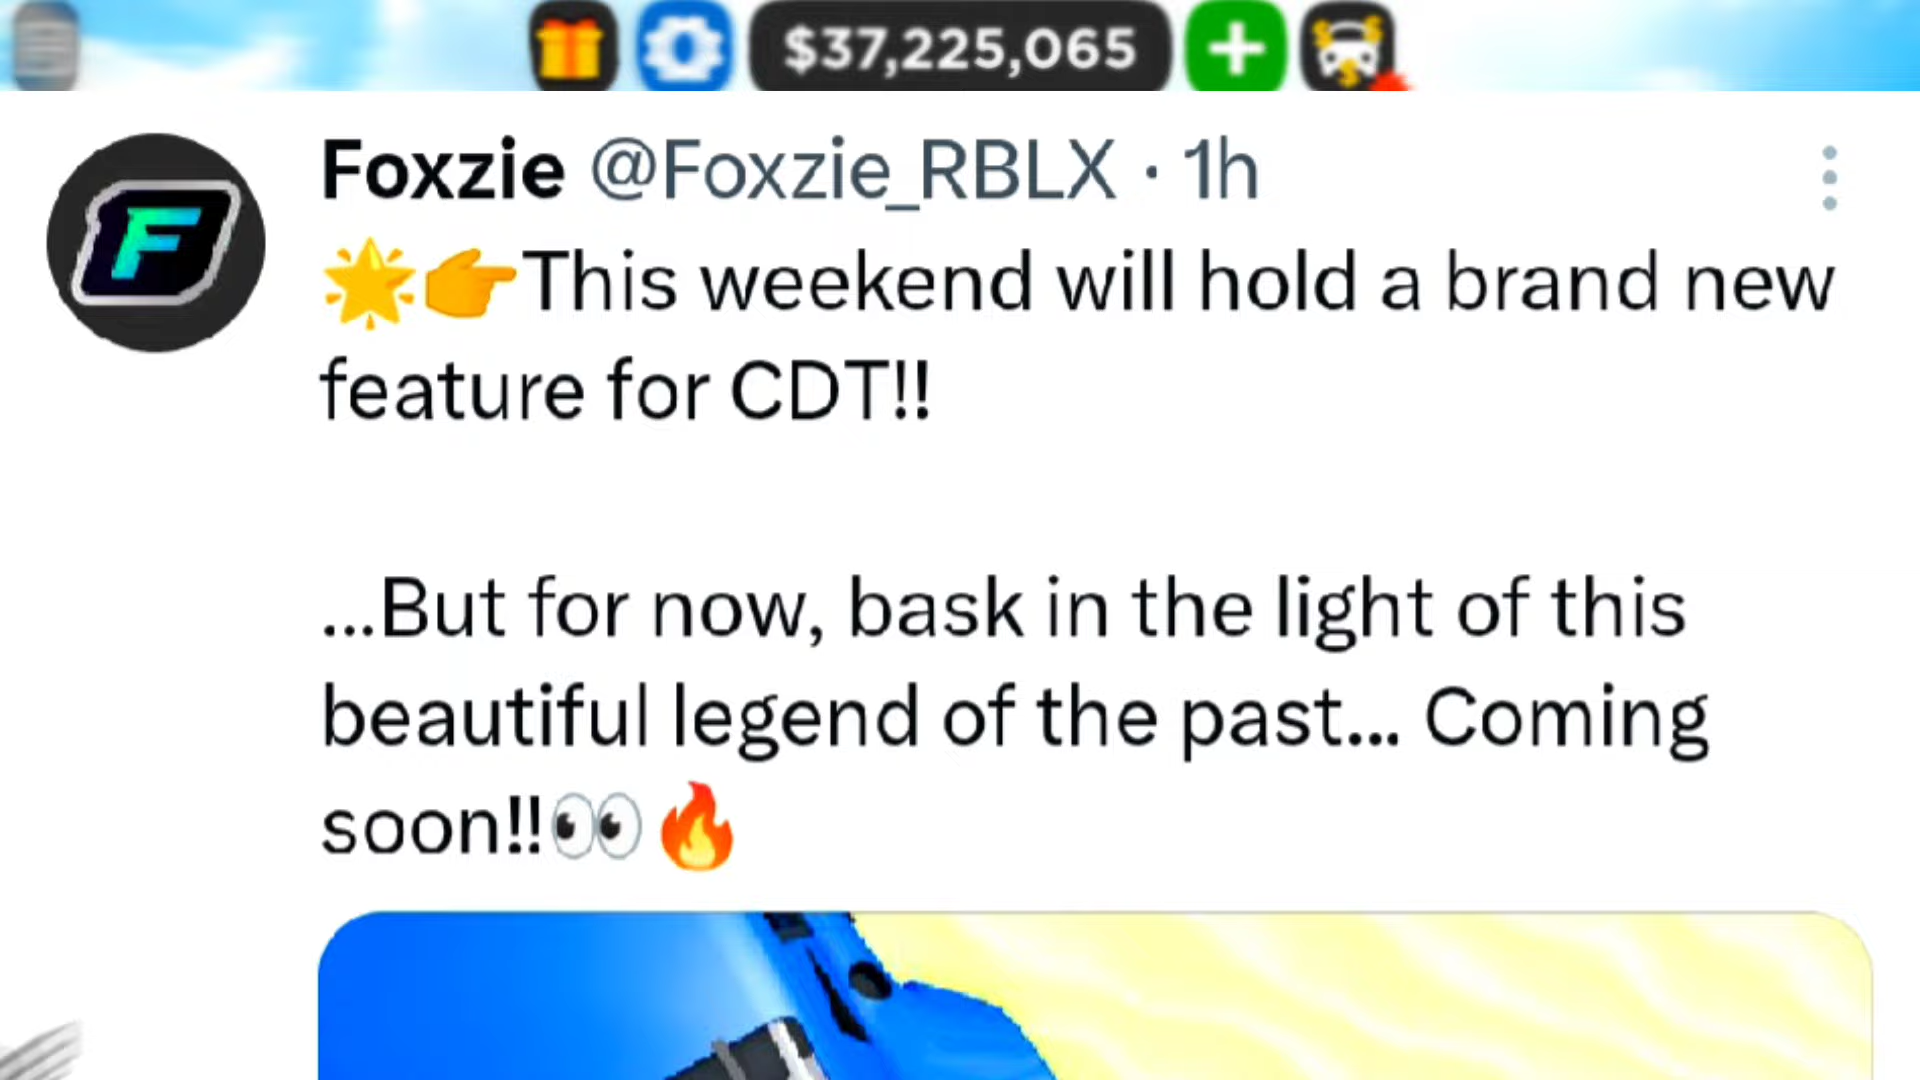 $37,225,065
F
Foxzie @Foxzie_RBLX · 1h
🌟👉This weekend will hold a brand new
feature for CDT!!
...But for now, bask in the light of this
beautiful legend of the past... Coming
soon!!👀🔥